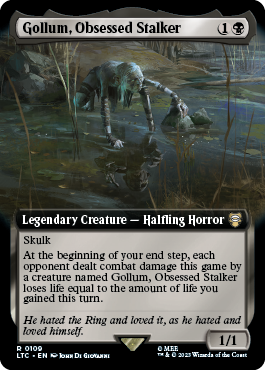 Gollum, Obsessed Stalker 1
Legendary Creature — Halfling Horror
Skulk
At the beginning of your end step, each
opponent dealt combat damage this game by
a creature named Gollum, Obsessed Stalker
loses life equal to the amount of life you
gained this turn.
He hated the Ring and loved it, as he hated and
loved himself.
1/1
R 0109
LTC • EN John Di Giovanni
© MEE
™ & © 2023 Wizards of the Coast